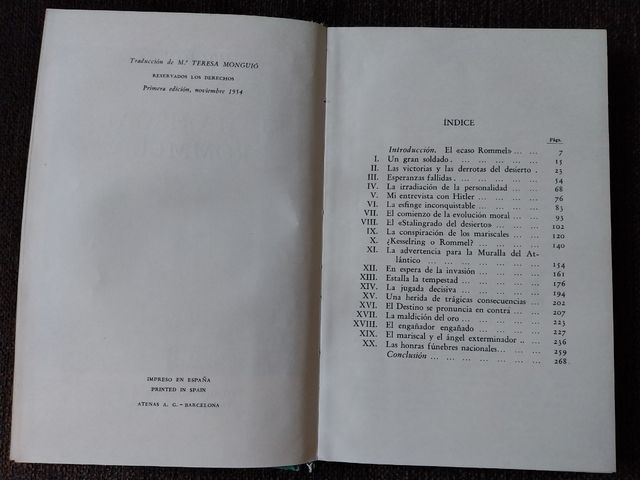 Traducción de M.ª TERESA MONGUIÓ
RESERVADOS LOS DERECHOS
Primera edición, noviembre 1954
IMPRESO EN ESPAÑA
PRINTED IN SPAIN
ATENAS A. G. - BARCELONA
ÍNDICE
Págs.
Introducción. El «caso Rommel» ... ... 7
I. Un gran soldado . ... ... ... ... ... 15
II. Las victorias y las derrotas del desierto . 23
III. Esperanzas fallidas . ... ... ... ... ... 54
IV. La irradiación de la personalidad ... ... 68
V. Mi entrevista con Hitler ... ... ... ... 76
VI. La esfinge inconquistable ... ... ... ... 83
VII. El comienzo de la evolución moral ... ... 93
VIII. El «Stalingrado del desierto» ... ... ... 102
IX. La conspiración de los mariscales ... ... 120
X. ¿Kesselring o Rommel? ... ... ... ... 140
XI. La advertencia para la Muralla del At-
lántico ... ... ... ... ... ... ... 154
XII. En espera de la invasión ... ... ... ... 161
XIII. Estalla la tempestad ... ... ... ... ... 176
XIV. La jugada decisiva ... ... ... ... ... 194
XV. Una herida de trágicas consecuencias ... 202
XVI. El Destino se pronuncia en contra ... ... 207
XVII. La maldición del oro ... ... ... ... ... 223
XVIII. El engañador engañado ... ... ... ... 227
XIX. El mariscal y el ángel exterminador .. ... 236
XX. Las honras fúnebres nacionales... ... ... 259
Conclusión ... ... ... ... ... ... ... 268